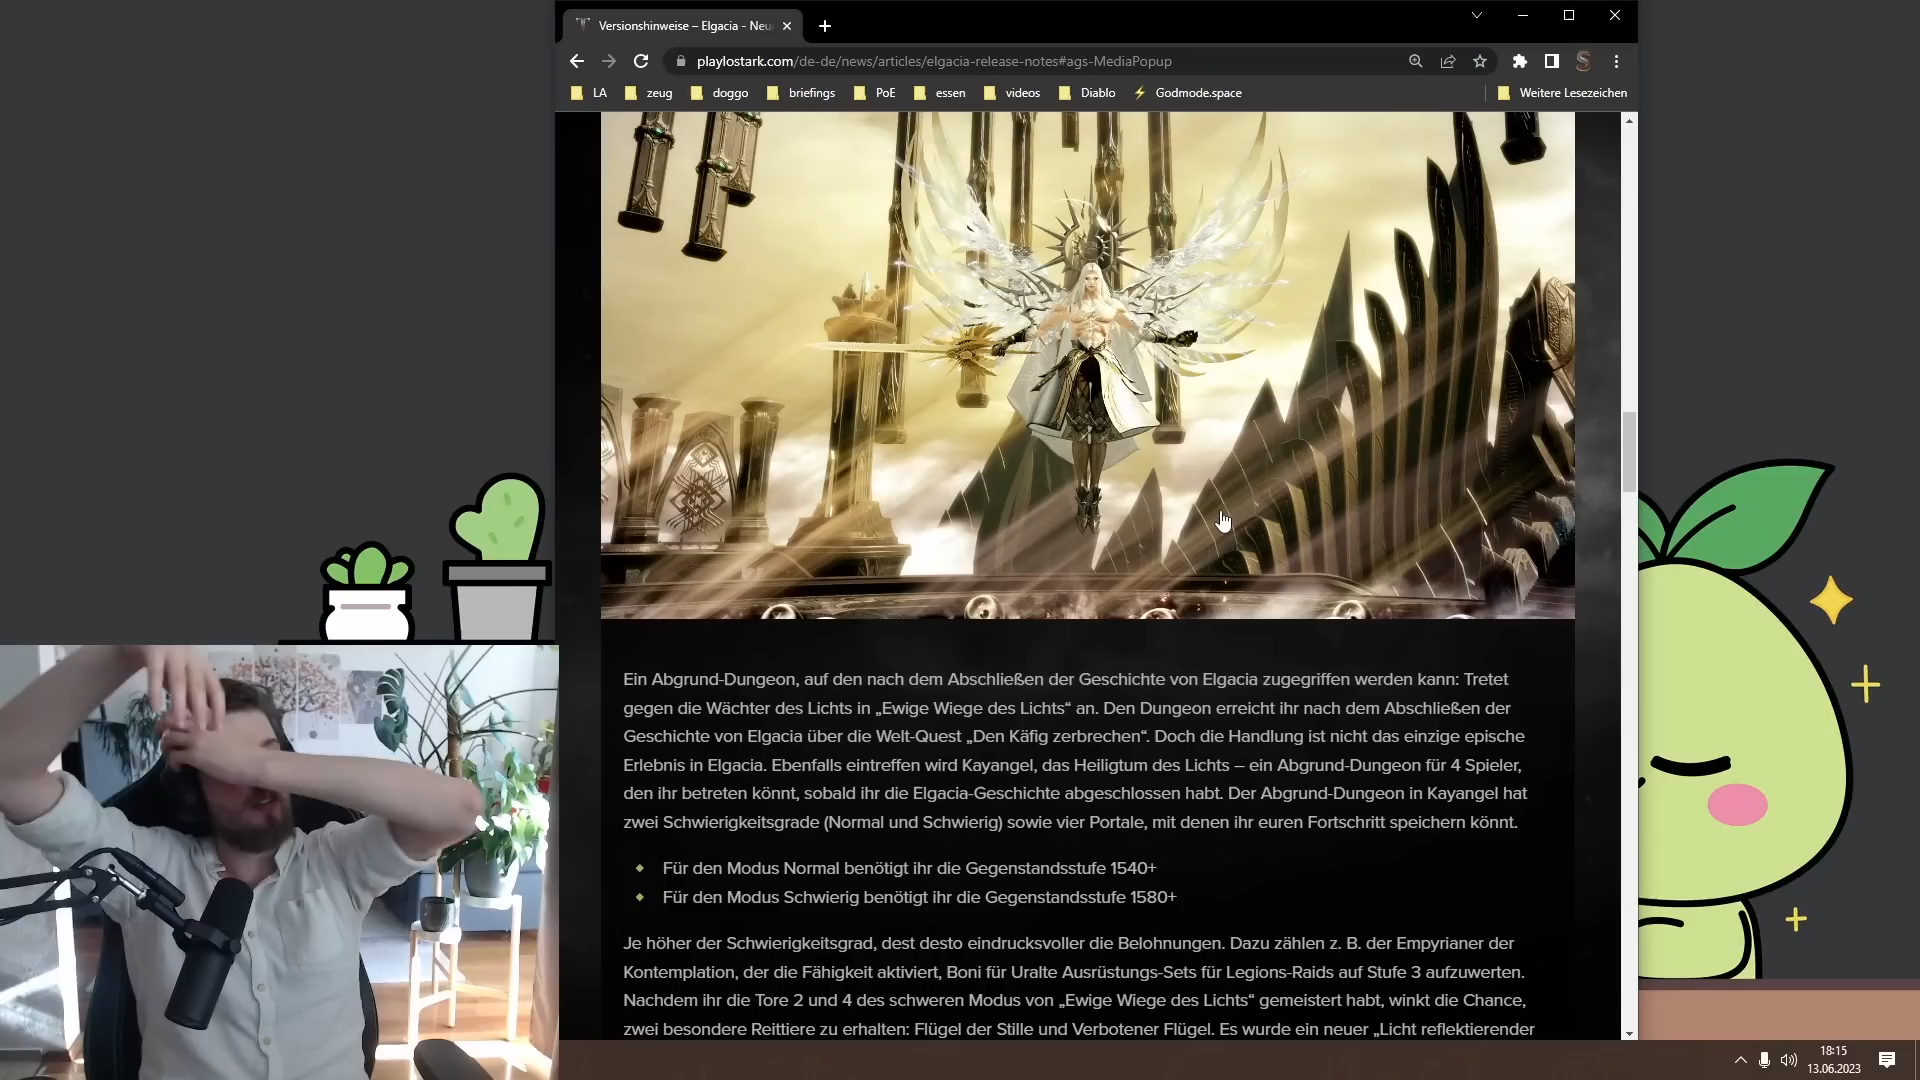 Versionshinweise – Elgacia - Neu
playlostark.com/de-de/news/articles/elgacia-release-notes#ags-MediaPopup
LA zeug doggo briefings PoE essen videos Diablo Godmode.space Weitere Lesezeichen
Ein Abgrund-Dungeon, auf den nach dem Abschließen der Geschichte von Elgacia zugegriffen werden kann: Tretet
gegen die Wächter des Lichts in „Ewige Wiege des Lichts“ an. Den Dungeon erreicht ihr nach dem Abschließen der
Geschichte von Elgacia über die Welt-Quest „Den Käfig zerbrechen“. Doch die Handlung ist nicht das einzige epische
Erlebnis in Elgacia. Ebenfalls eintreffen wird Kayangel, das Heiligtum des Lichts – ein Abgrund-Dungeon für 4 Spieler,
den ihr betreten könnt, sobald ihr die Elgacia-Geschichte abgeschlossen habt. Der Abgrund-Dungeon in Kayangel hat
zwei Schwierigkeitsgrade (Normal und Schwierig) sowie vier Portale, mit denen ihr euren Fortschritt speichern könnt.
Für den Modus Normal benötigt ihr die Gegenstandsstufe 1540+
Für den Modus Schwierig benötigt ihr die Gegenstandsstufe 1580+
Je höher der Schwierigkeitsgrad, dest desto eindrucksvoller die Belohnungen. Dazu zählen z. B. der Empyrianer der
Kontemplation, der die Fähigkeit aktiviert, Boni für Uralte Ausrüstungs-Sets für Legions-Raids auf Stufe 3 aufzuwerten.
Nachdem ihr die Tore 2 und 4 des schweren Modus von „Ewige Wiege des Lichts“ gemeistert habt, winkt die Chance,
zwei besondere Reittiere zu erhalten: Flügel der Stille und Verbotener Flügel. Es wurde ein neuer „Licht reflektierender
18:15
13.06.2023